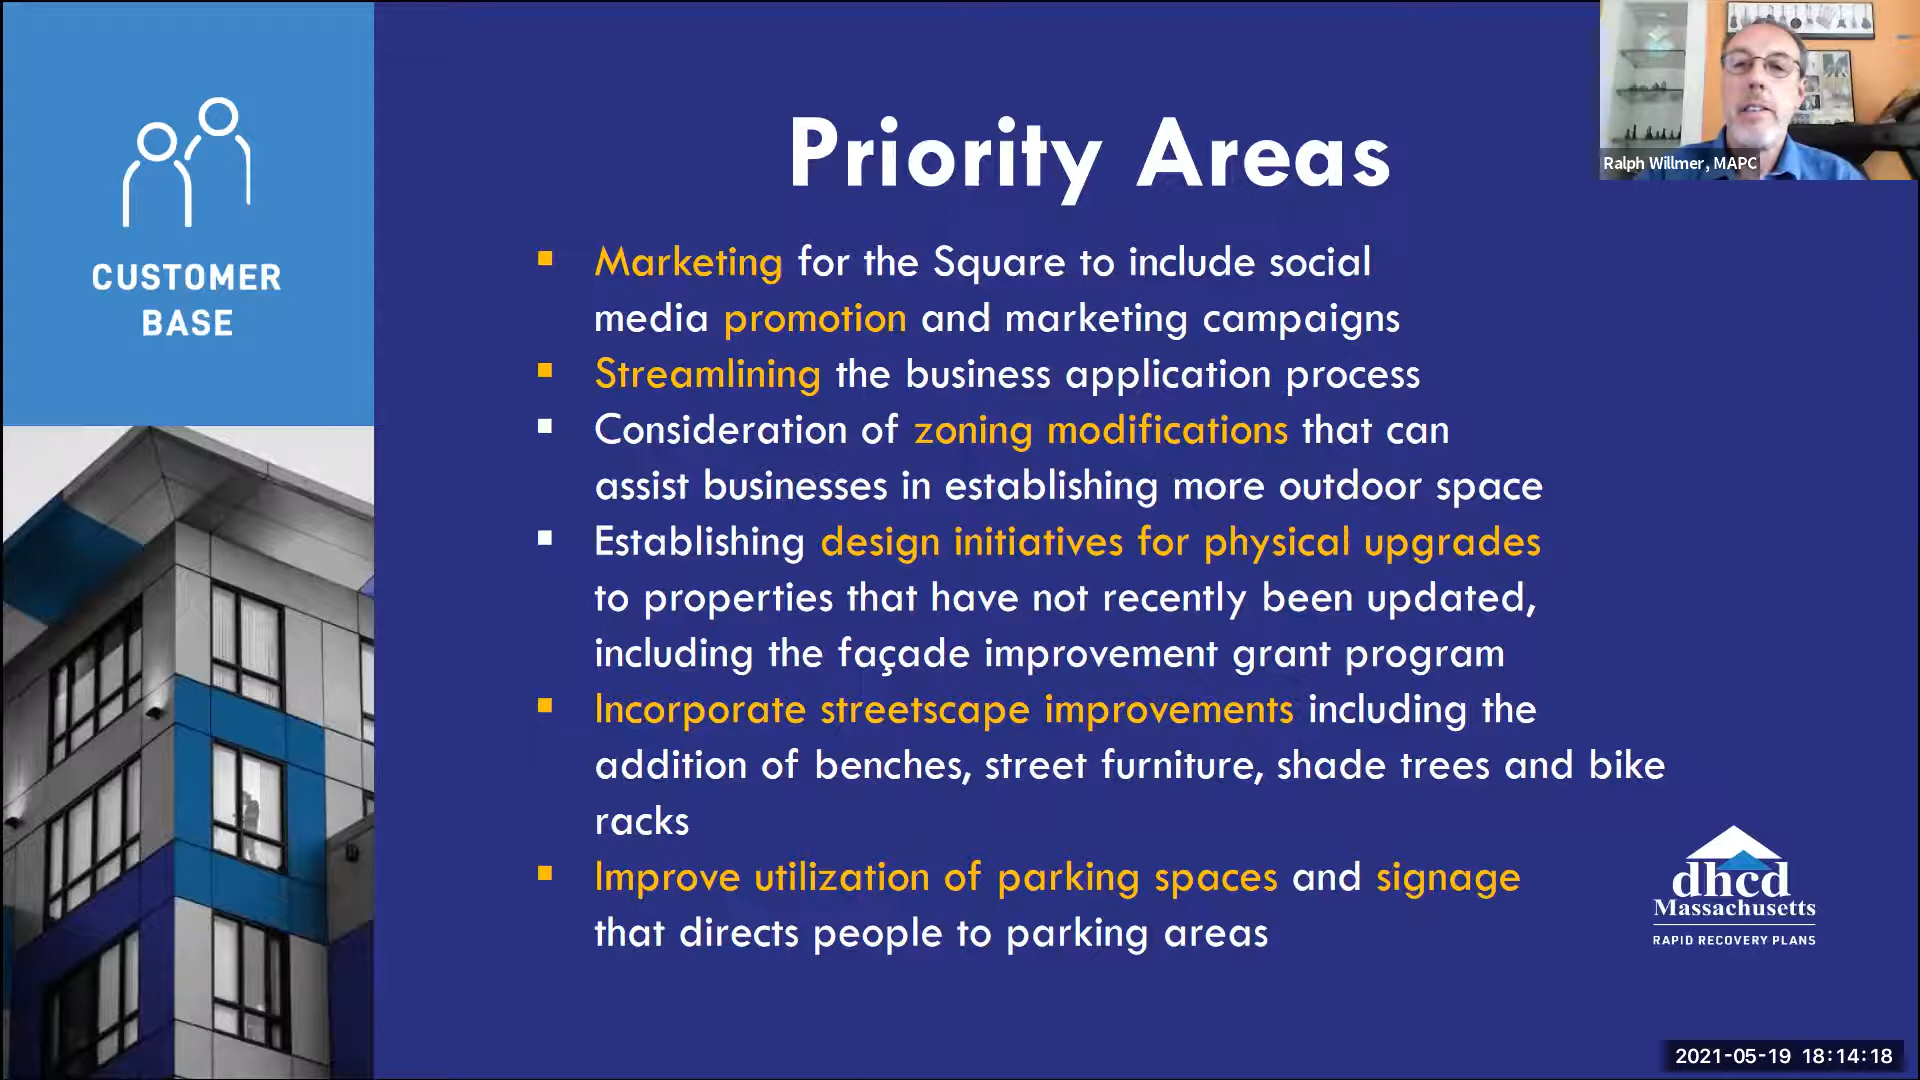 CUSTOMER
BASE
Priority Areas
Ralph Willmer, MAPC
▪ Marketing for the Square to include social
media promotion and marketing campaigns
▪ Streamlining the business application process
▪ Consideration of zoning modifications that can
assist businesses in establishing more outdoor space
▪ Establishing design initiatives for physical upgrades
to properties that have not recently been updated,
including the façade improvement grant program
▪ Incorporate streetscape improvements including the
addition of benches, street furniture, shade trees and bike
racks
▪ Improve utilization of parking spaces and signage
that directs people to parking areas
dhcd
Massachusetts
RAPID RECOVERY PLANS
2021-05-19 18:14:18